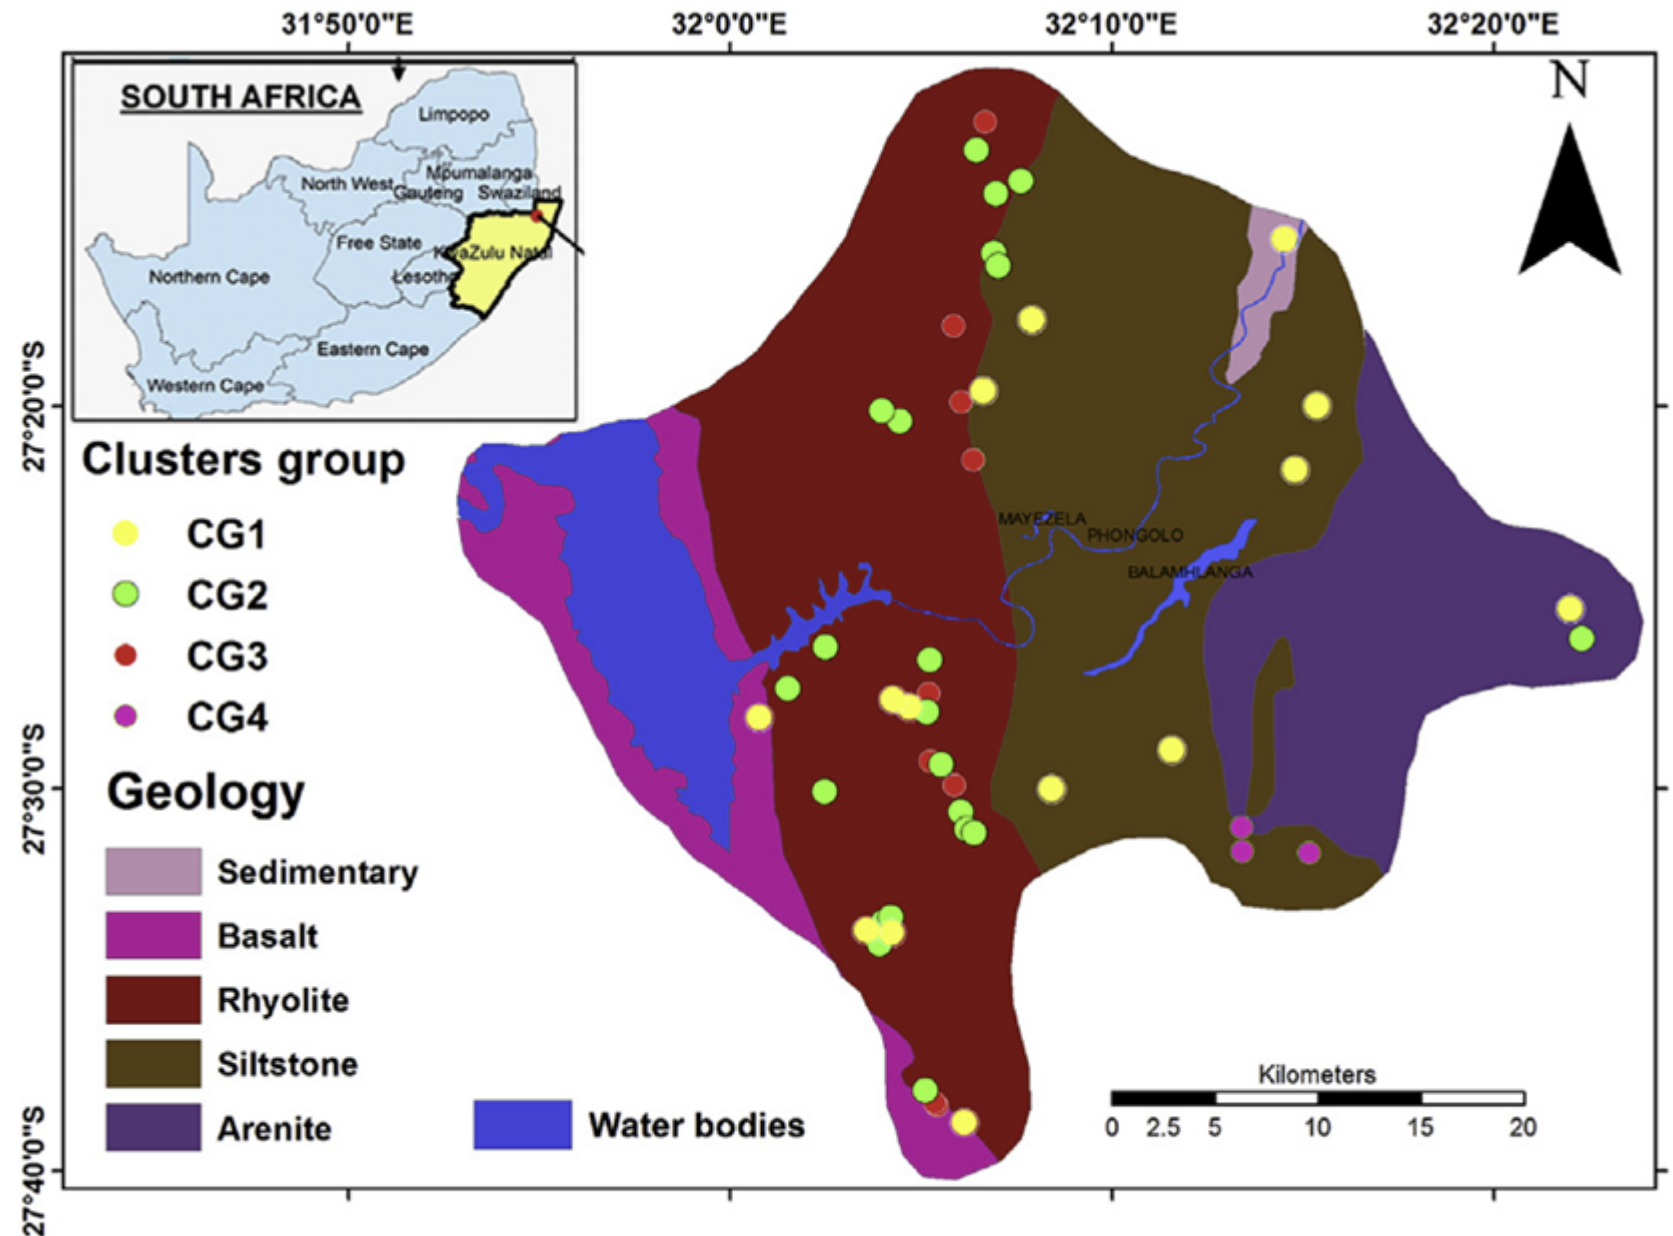 31°50'0"E
32°0'0"E
32°10'0"E
32°20'0"E
N
SOUTH AFRICA
Limpopo
Mpumalanga
North West
Gauteng
Swaziland
Free State
KwaZulu Natal
Northern Cape
Lesotho
Eastern Cape
Western Cape
27°20'0"S
27°30'0"S
27°40'0"S
Clusters group
CG1
CG2
CG3
CG4
Geology
Sedimentary
Basalt
Rhyolite
Siltstone
Arenite
Water bodies
MAYEZELA
PHONGOLO
BALAMHLANGA
Kilometers
0 2.5 5 10 15 20